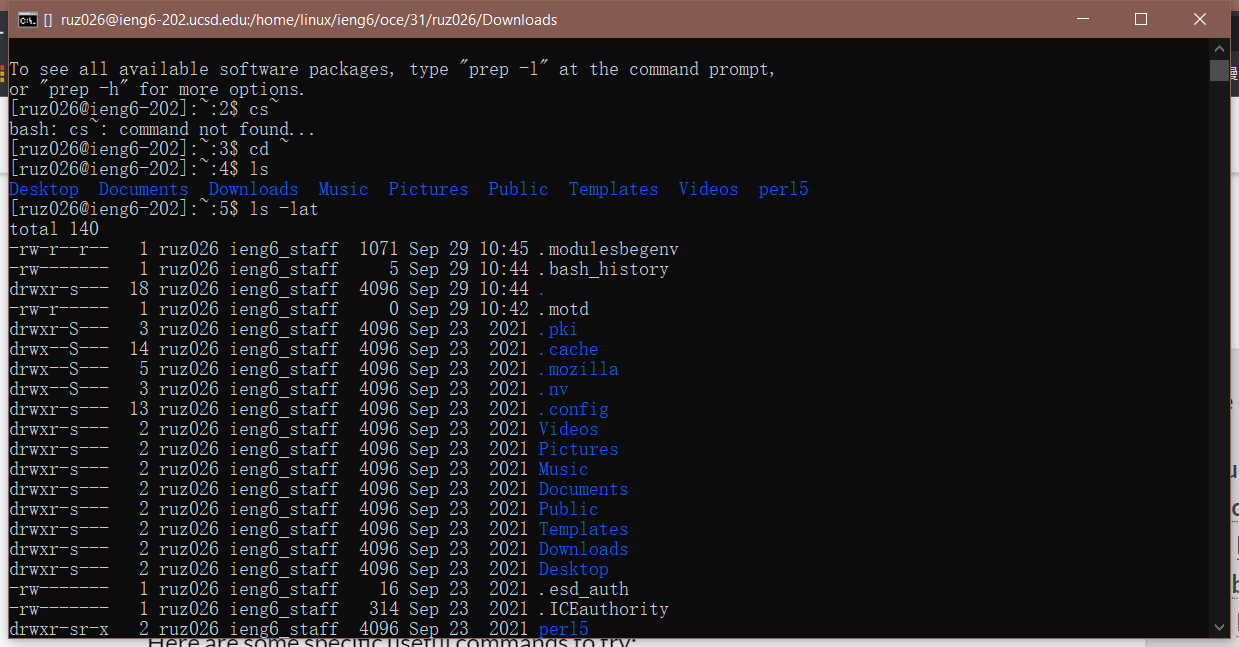 [] ruz026@ieng6-202.ucsd.edu:/home/linux/ieng6/oce/31/ruz026/Downloads
To see all available software packages, type "prep -l" at the command prompt,
or "prep -h" for more options.
[ruz026@ieng6-202]:~:2$ cs~
bash: cs~: command not found...
[ruz026@ieng6-202]:~:3$ cd ~
[ruz026@ieng6-202]:~:4$ ls
Desktop  Documents  Downloads  Music  Pictures  Public  Templates  Videos  perl5
[ruz026@ieng6-202]:~:5$ ls -lat
total 140
-rw-r--r--   1 ruz026 ieng6_staff  1071 Sep 29 10:45 .modulesbegenv
-rw-------   1 ruz026 ieng6_staff     5 Sep 29 10:44 .bash_history
drwxr-s---  18 ruz026 ieng6_staff  4096 Sep 29 10:44 .
-rw-r-----   1 ruz026 ieng6_staff     0 Sep 29 10:42 .motd
drwxr-S---   3 ruz026 ieng6_staff  4096 Sep 23  2021 .pki
drwx--S---  14 ruz026 ieng6_staff  4096 Sep 23  2021 .cache
drwx--S---   5 ruz026 ieng6_staff  4096 Sep 23  2021 .mozilla
drwx--S---   3 ruz026 ieng6_staff  4096 Sep 23  2021 .nv
drwxr-s---  13 ruz026 ieng6_staff  4096 Sep 23  2021 .config
drwxr-s---   2 ruz026 ieng6_staff  4096 Sep 23  2021 Videos
drwxr-s---   2 ruz026 ieng6_staff  4096 Sep 23  2021 Pictures
drwxr-s---   2 ruz026 ieng6_staff  4096 Sep 23  2021 Music
drwxr-s---   2 ruz026 ieng6_staff  4096 Sep 23  2021 Documents
drwxr-s---   2 ruz026 ieng6_staff  4096 Sep 23  2021 Public
drwxr-s---   2 ruz026 ieng6_staff  4096 Sep 23  2021 Templates
drwxr-s---   2 ruz026 ieng6_staff  4096 Sep 23  2021 Downloads
drwxr-s---   2 ruz026 ieng6_staff  4096 Sep 23  2021 Desktop
-rw-------   1 ruz026 ieng6_staff    16 Sep 23  2021 .esd_auth
-rw-------   1 ruz026 ieng6_staff   314 Sep 23  2021 .ICEauthority
drwxr-sr-x   2 ruz026 ieng6_staff  4096 Sep 23  2021 perl5
Here are some specific useful commands to try: